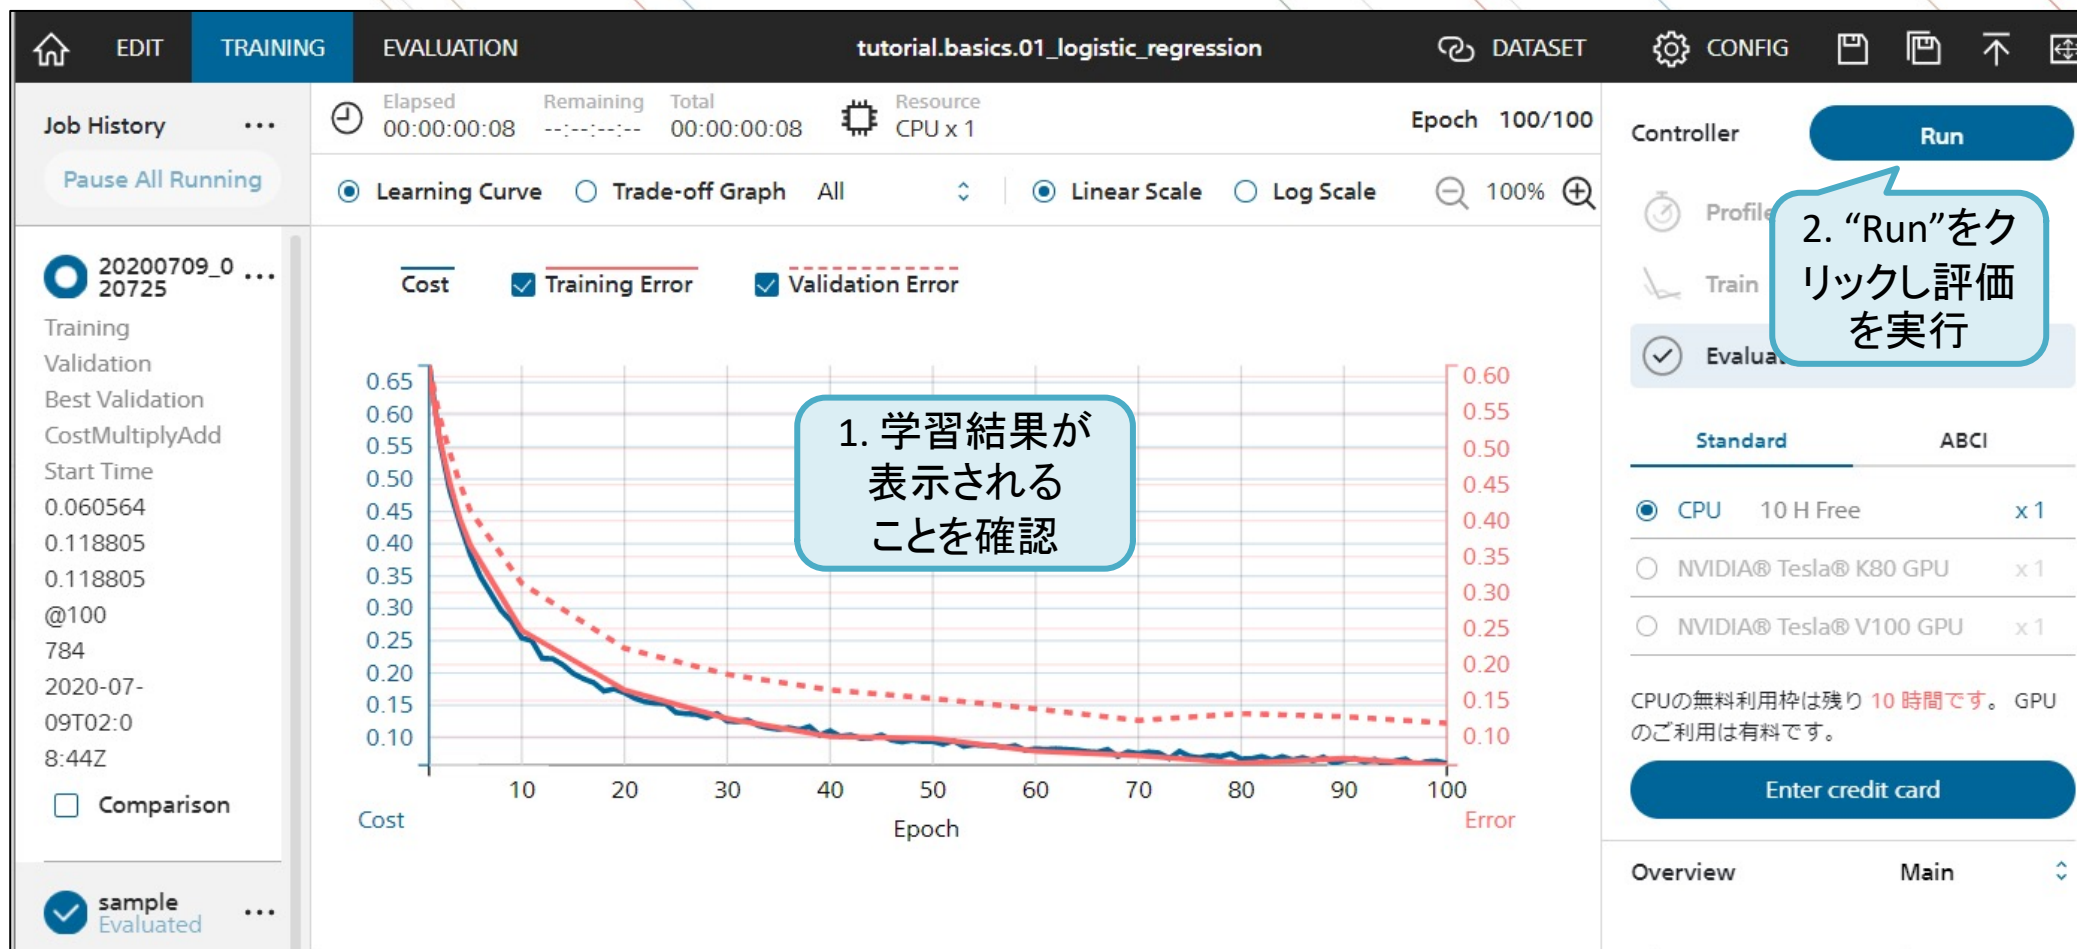 EDIT TRAINING EVALUATION tutorial.basics.01_logistic_regression DATASET CONFIG
Job History ...
Pause All Running
20200709_0 ...
20725
Training
Validation
Best Validation
CostMultiplyAdd
Start Time
0.060564
0.118805
0.118805
@100
784
2020-07-
09T02:0
8:44Z
Comparison
sample ...
Evaluated
Elapsed Remaining Total Resource
00:00:00:08 --:--:--:-- 00:00:00:08 CPU x 1 Epoch 100/100
Learning Curve Trade-off Graph All Linear Scale Log Scale 100%
Cost Training Error Validation Error
0.65 0.60
0.60 0.55
0.55 0.50
0.50 0.45
0.45 0.40
0.40 0.35
0.35 0.30
0.30 0.25
0.25 0.20
0.20 0.15
0.15 0.10
0.10
10 20 30 40 50 60 70 80 90 100
Cost Epoch Error
1. 学習結果が
表示される
ことを確認
Controller Run
Profile
Train
2. “Run”をク
リックし評価
を実行
Standard ABCI
CPU 10 H Free x 1
NVIDIA® Tesla® K80 GPU x 1
NVIDIA® Tesla® V100 GPU x 1
CPUの無料利用枠は残り 10 時間です。 GPU
のご利用は有料です。
Enter credit card
Overview Main